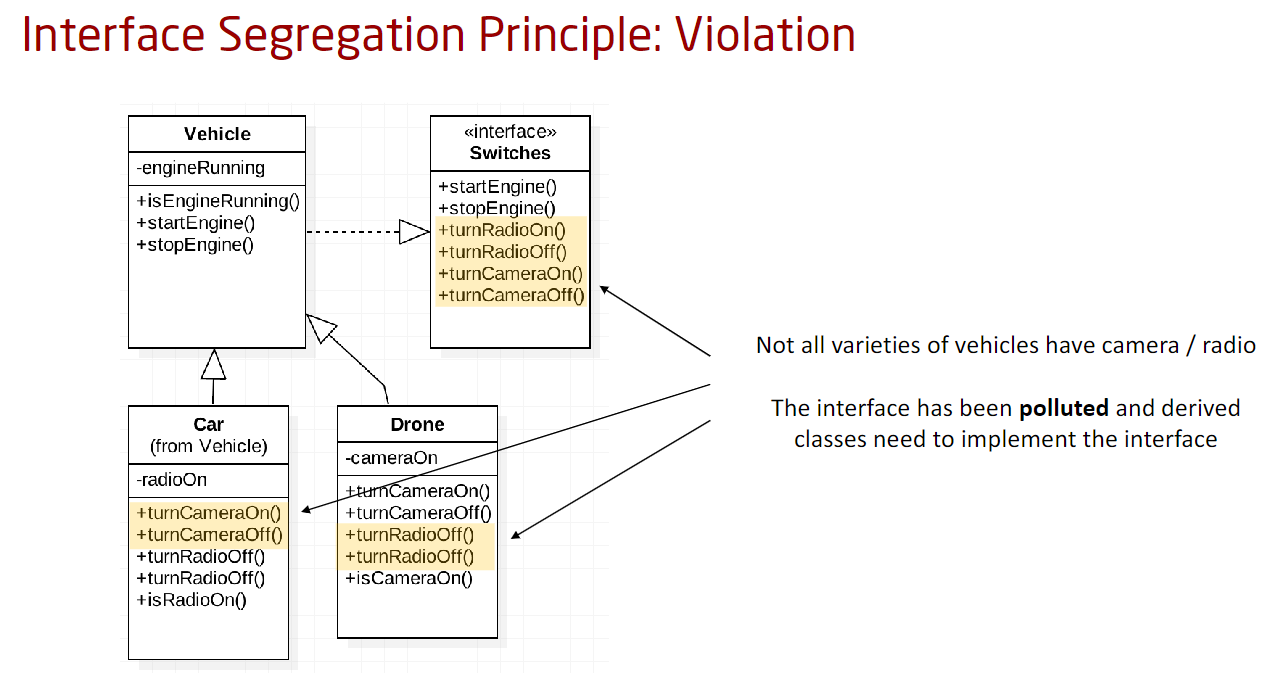 Interface Segregation Principle: Violation
Vehicle
-engineRunning
+isEngineRunning()
+startEngine()
+stopEngine()
«interface»
Switches
+startEngine()
+stopEngine()
+turnRadioOn()
+turnRadioOff()
+turnCameraOn()
+turnCameraOff()
Car
(from Vehicle)
-radioOn
+turnCameraOn()
+turnCameraOff()
+turnRadioOff()
+turnRadioOff()
+isRadioOn()
Drone
-cameraOn
+turnCameraOn()
+turnCameraOff()
+turnRadioOff()
+turnRadioOff()
+isCameraOn()
Not all varieties of vehicles have camera / radio
The interface has been polluted and derived
classes need to implement the interface